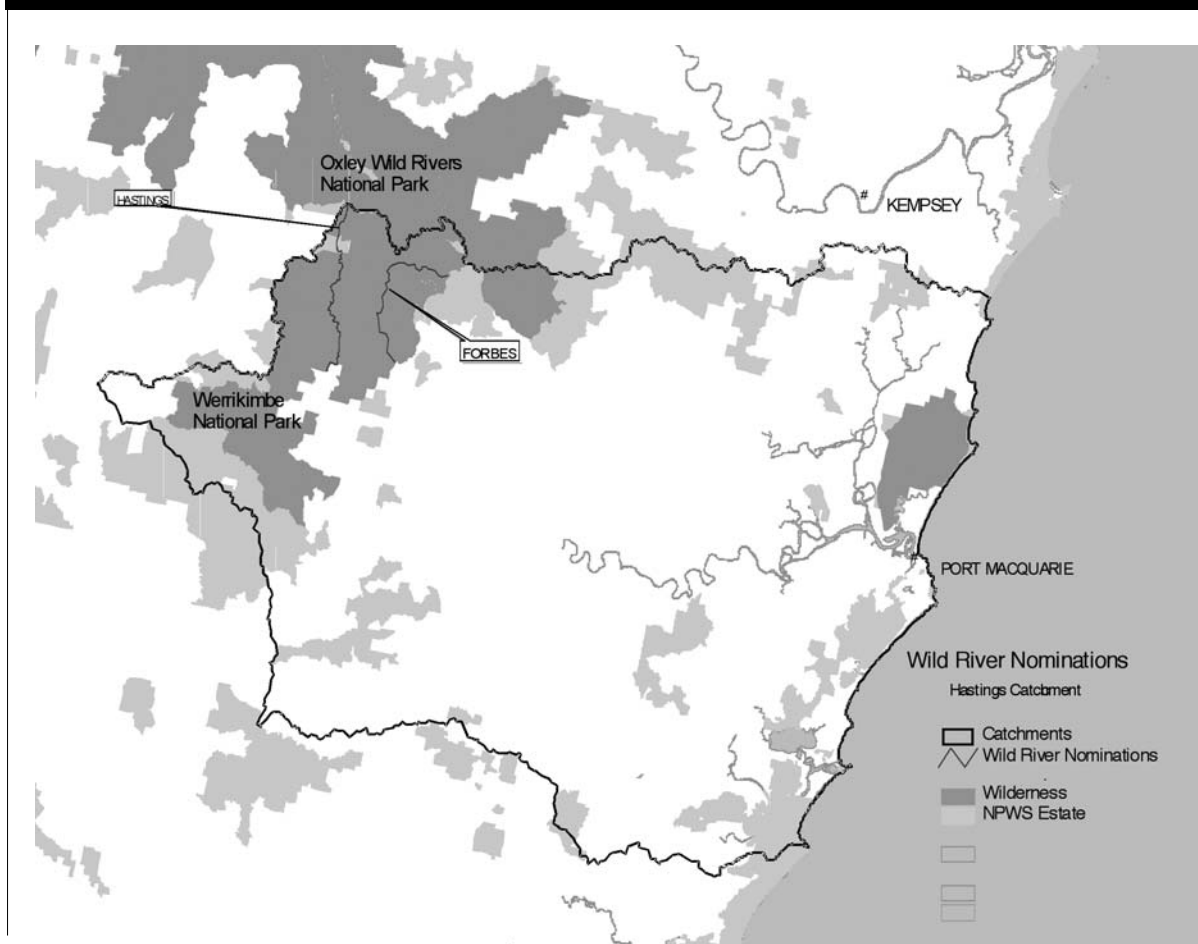 Oxley Wild Rivers
National Park
HASTINGS
#
KEMPSEY
FORBES
Werrikimbe
National Park
#
PORT MACQUARIE
Wild River Nominations
Hastings Catcbment
Catchments
Wild River Nominations
Wilderness
NPWS Estate